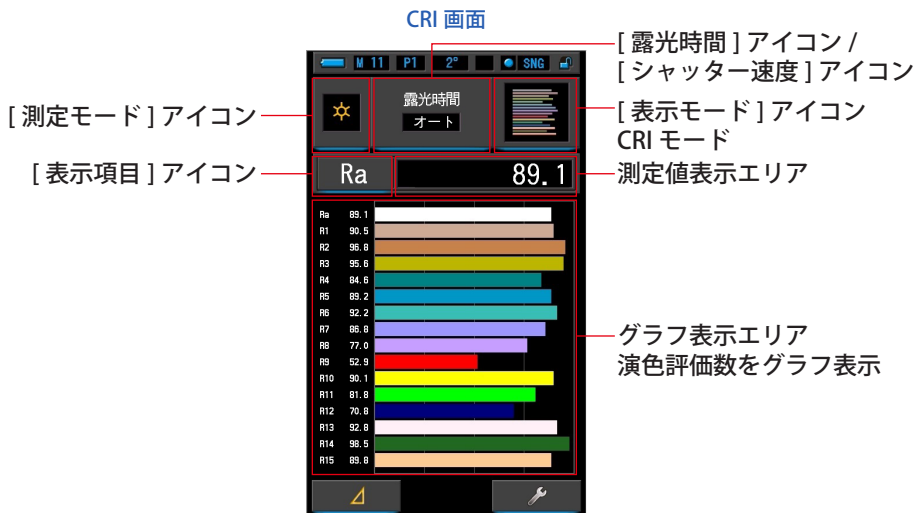 CRI 画面
M 11 P1 2° SNG
[ 露光時間 ] アイコン /
[ シャッター速度 ] アイコン
[ 測定モード ] アイコン
露光時間
オート
[ 表示モード ] アイコン
CRI モード
[ 表示項目 ] アイコン
Ra 89.1
測定値表示エリア
Ra 89.1
R1 90.5
R2 96.8
R3 95.6
R4 84.6
R5 89.2
R6 92.2
R7 86.8
R8 77.0
R9 52.9
R10 90.1
R11 81.8
R12 70.8
R13 92.8
R14 98.5
R15 89.8
グラフ表示エリア
演色評価数をグラフ表示